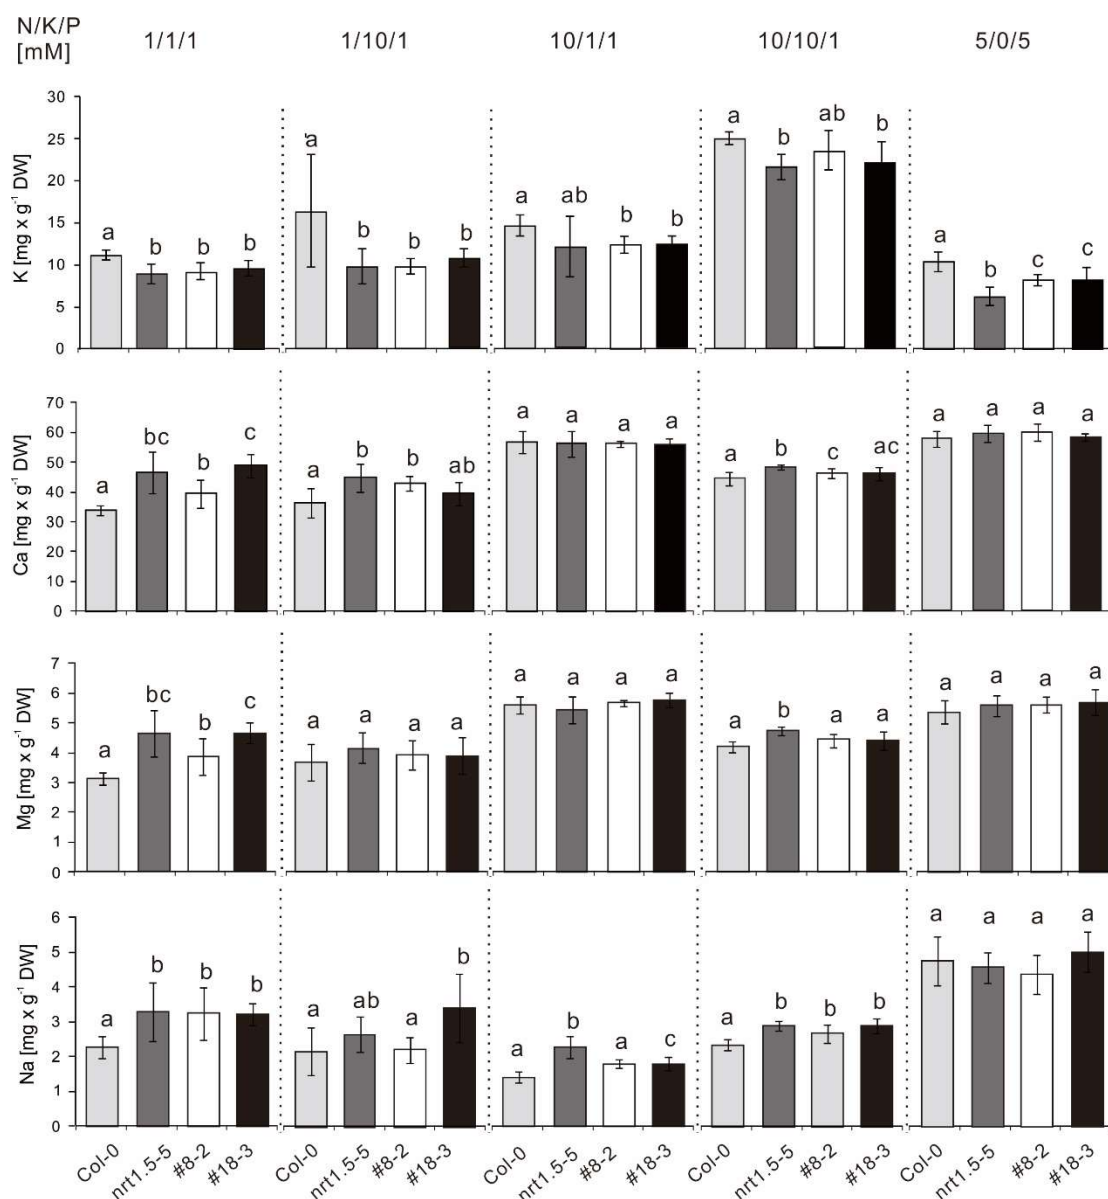 N/K/P
[mM]
1/1/1 1/10/1 10/1/1 10/10/1 5/0/5
K [mg x g-1 DW]
30
25
20
15
10
5
0
a b b b
a b b b
a ab b b
a b ab b
a b c c
Ca [mg x g-1 DW]
70
60
50
40
30
20
10
0
a bc b c
a b b ab
a a a a
a b c ac
a a a a
Mg [mg x g-1 DW]
7
6
5
4
3
2
1
0
a bc b c
a a a a
a a a a
a b a a
a a a a
Na [mg x g-1 DW]
6
5
4
3
2
1
0
a b b b
a ab a b
a b a c
a b b b
a a a a
Col-0 nrt1.5-5 #8-2 #18-3 Col-0 nrt1.5-5 #8-2 #18-3 Col-0 nrt1.5-5 #8-2 #18-3 Col-0 nrt1.5-5 #8-2 #18-3 Col-0 nrt1.5-5 #8-2 #18-3